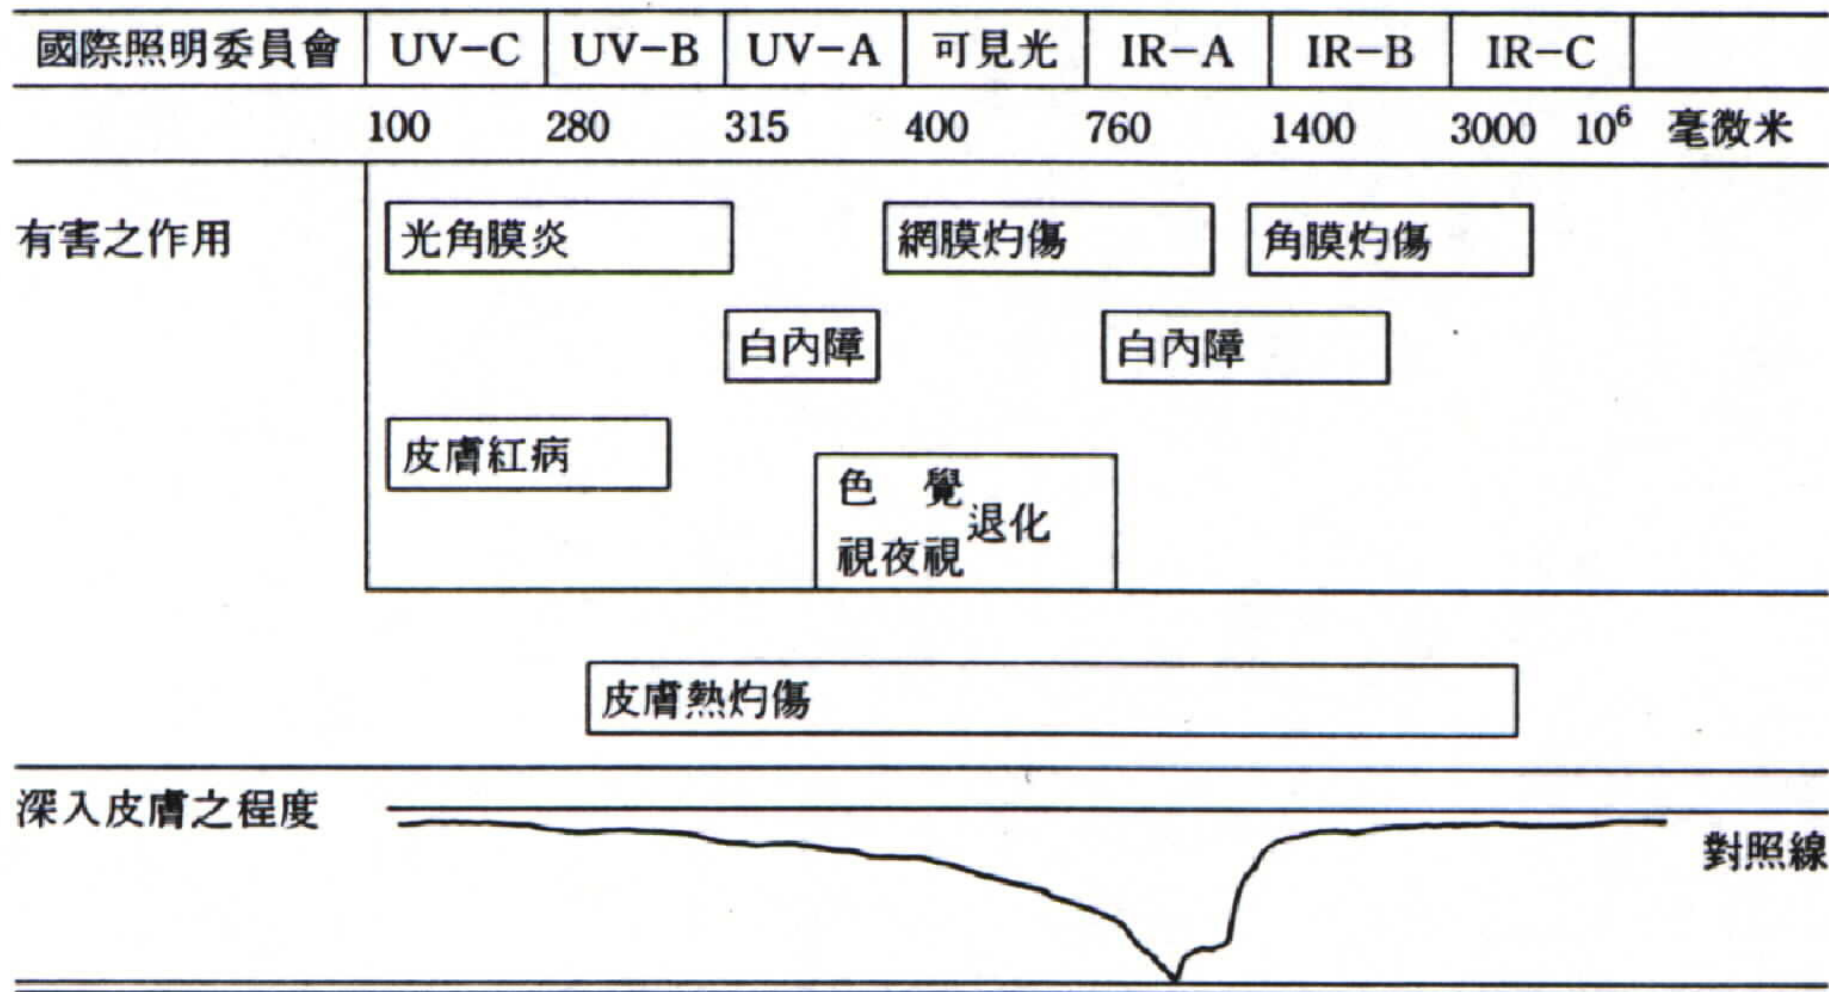 國際照明委員會 UV-C UV-B UV-A 可見光 IR-A IR-B IR-C
100 280 315 400 760 1400 3000 10⁶ 毫微米
有害之作用 光角膜炎 網膜灼傷 角膜灼傷
白內障 白內障
皮膚紅病
色 覺
退化
視夜視
皮膚熱灼傷
深入皮膚之程度
對照線